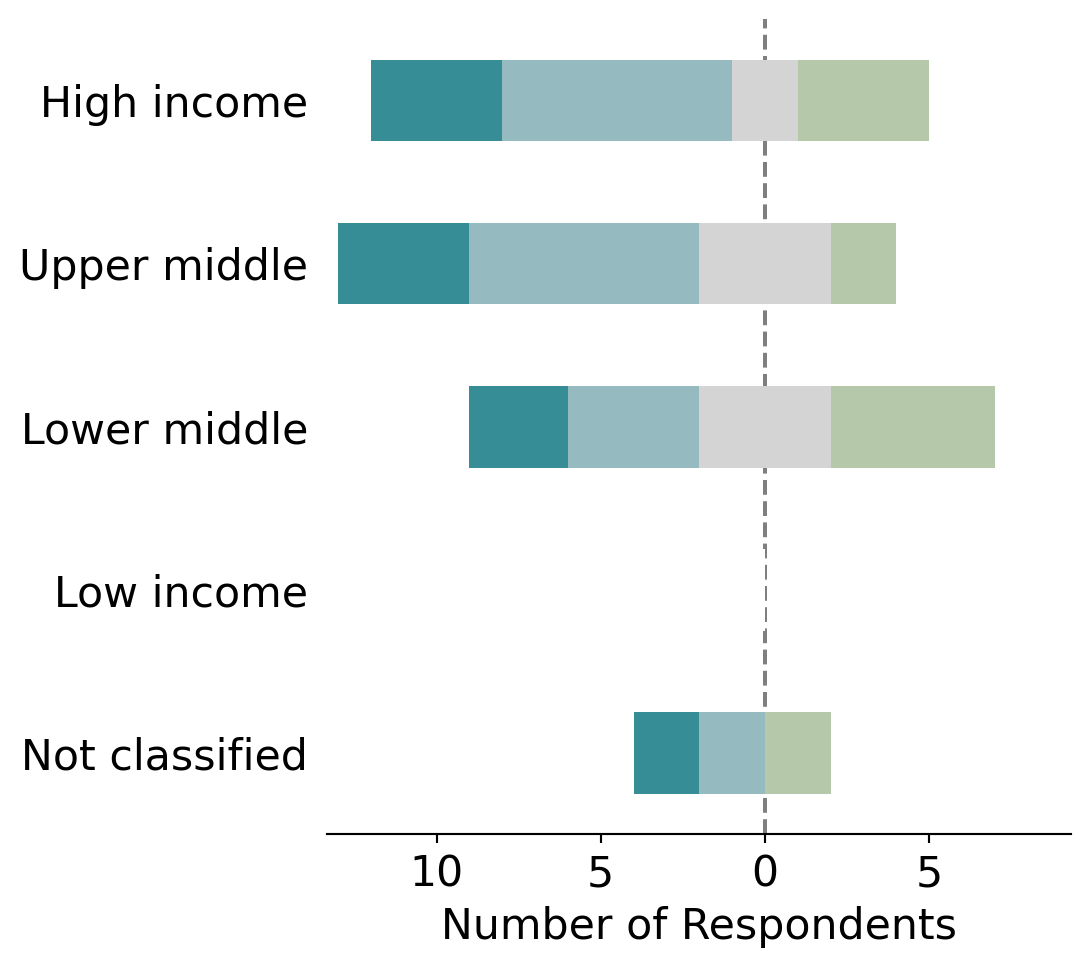 High income
Upper middle
Lower middle
Low income
Not classified
10 5 0 5
Number of Respondents